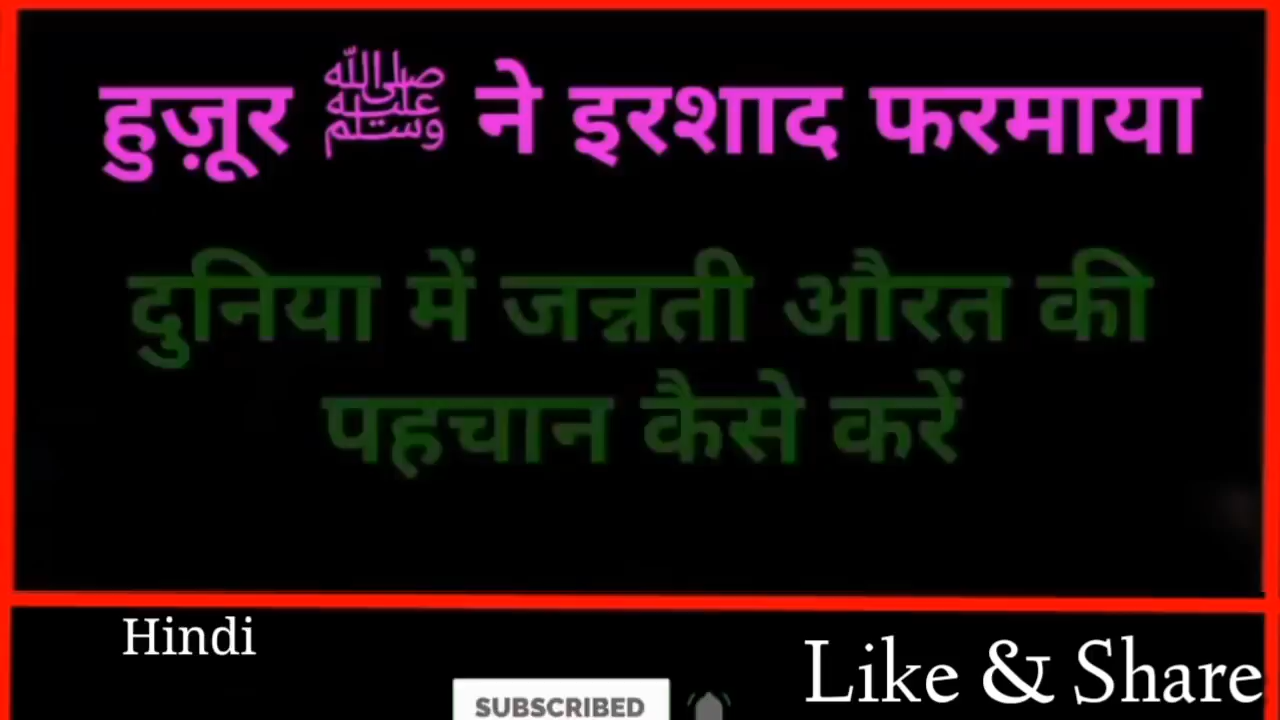 हुज़ूर ﷺ ने इरशाद फरमाया
दुनिया में जन्नती औरत की
पहचान कैसे करें
Hindi
Like & Share
SUBSCRIBED